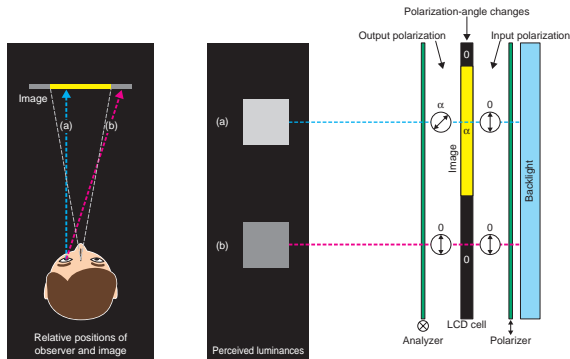 Image
(a)
(b)
Relative positions of
observer and image
(a)
(b)
Perceived luminances
Polarization-angle changes
Output polarization
Input polarization
0
α
0
Image
α
Backlight
0
0
0
LCD cell
Analyzer
Polarizer